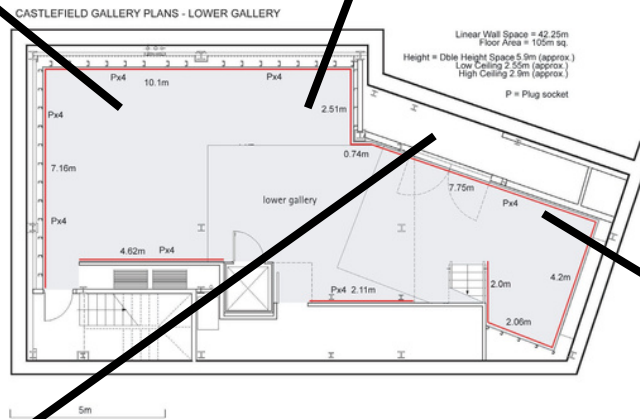 CASTLEFIELD GALLERY PLANS - LOWER GALLERY
Linear Wall Space = 42.25m
Floor Area = 105m sq.
Height = Dble Height Space 5.9m (approx.)
Low Ceiling 2.55m (approx.)
High Ceiling 2.9m (approx.)
P = Plug socket
Px4
Px4
10.1m
Px4
2.51m
0.74m
7.16m
7.75m
lower gallery
Px4
Px4
4.62m Px4
4.2m
2.0m
Px4 2.11m
2.06m
5m